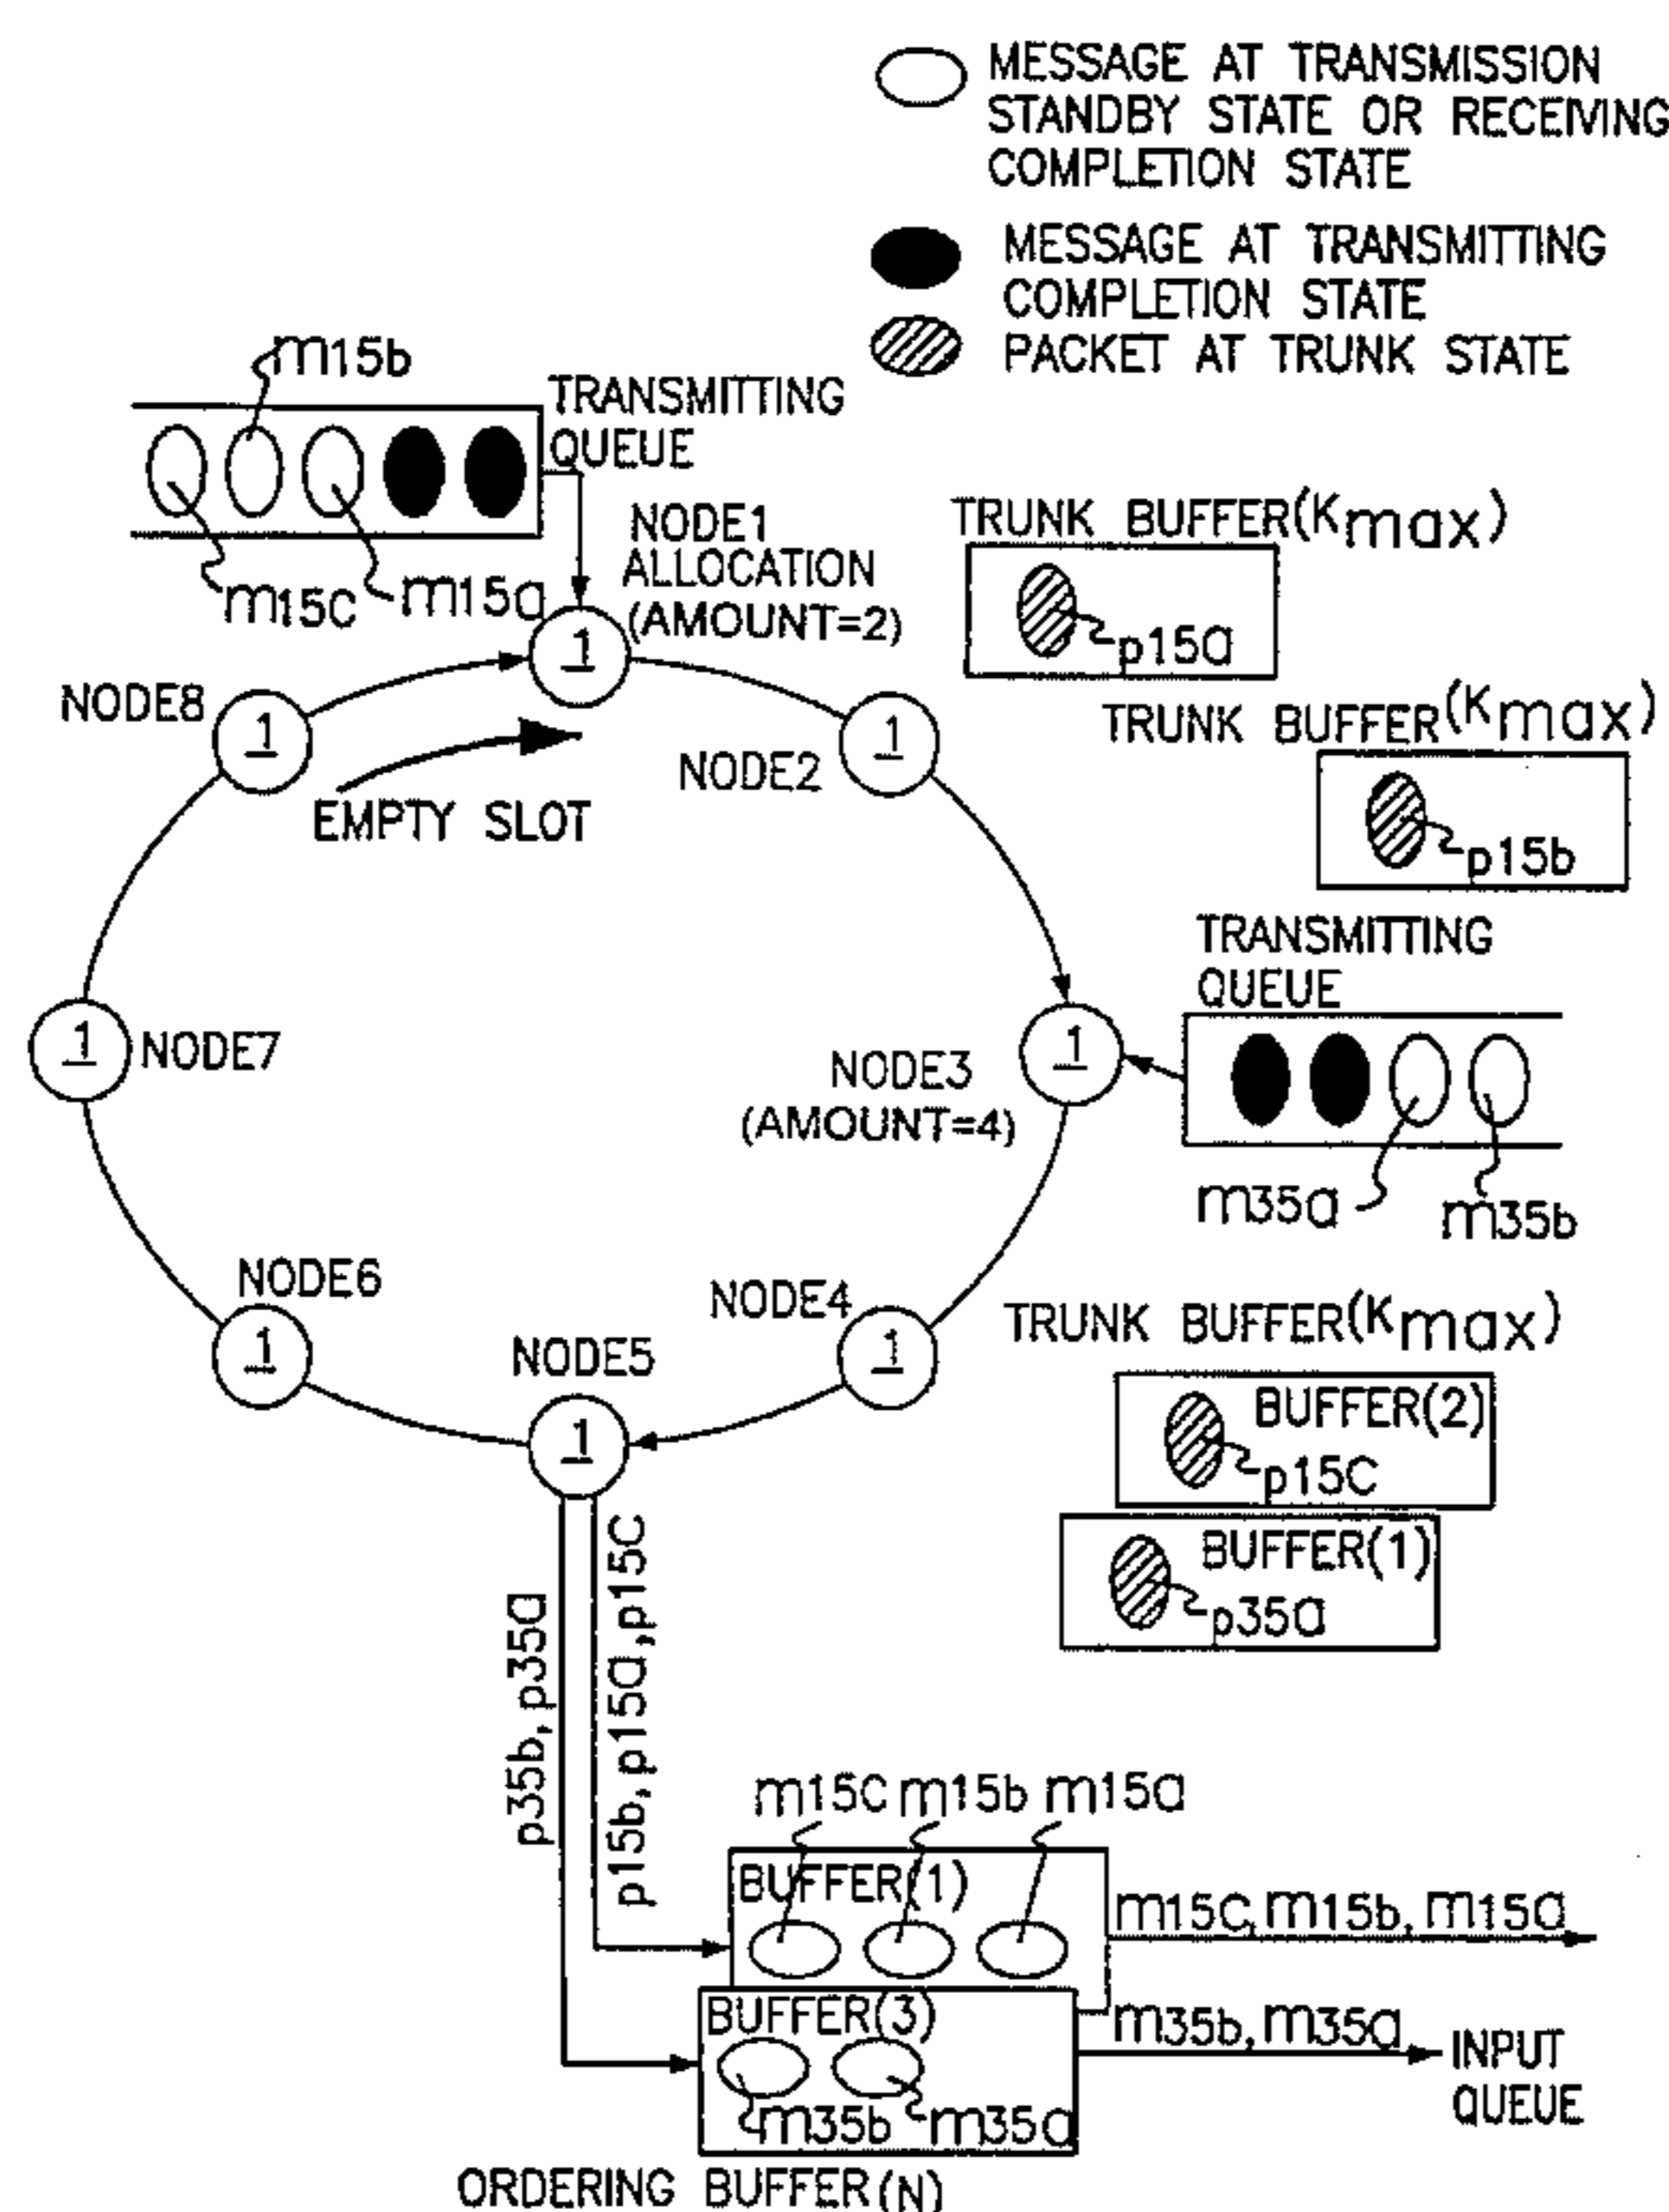 MESSAGE AT TRANSMISSION
STANDBY STATE OR RECEIVING
COMPLETION STATE
MESSAGE AT TRANSMITTING
COMPLETION STATE
PACKET AT TRUNK STATE
m15b
TRANSMITTING
QUEUE
m15c
m15a
NODE1
ALLOCATION
(AMOUNT=2)
1
TRUNK BUFFER(Kmax)
p15a
NODE8
1
EMPTY SLOT
NODE2
1
TRUNK BUFFER(Kmax)
p15b
TRANSMITTING
QUEUE
1
NODE7
NODE3
(AMOUNT=4)
1
m35a
m35b
NODE6
1
NODE5
1
NODE4
1
TRUNK BUFFER(Kmax)
BUFFER(2)
p15c
BUFFER(1)
p35a
p35b, p35a
p15b, p15a, p15c
m15c m15b m15a
BUFFER(1)
m15c, m15b, m15a
BUFFER(3)
m35b, m35a
m35b m35a
INPUT
QUEUE
ORDERING BUFFER(N)